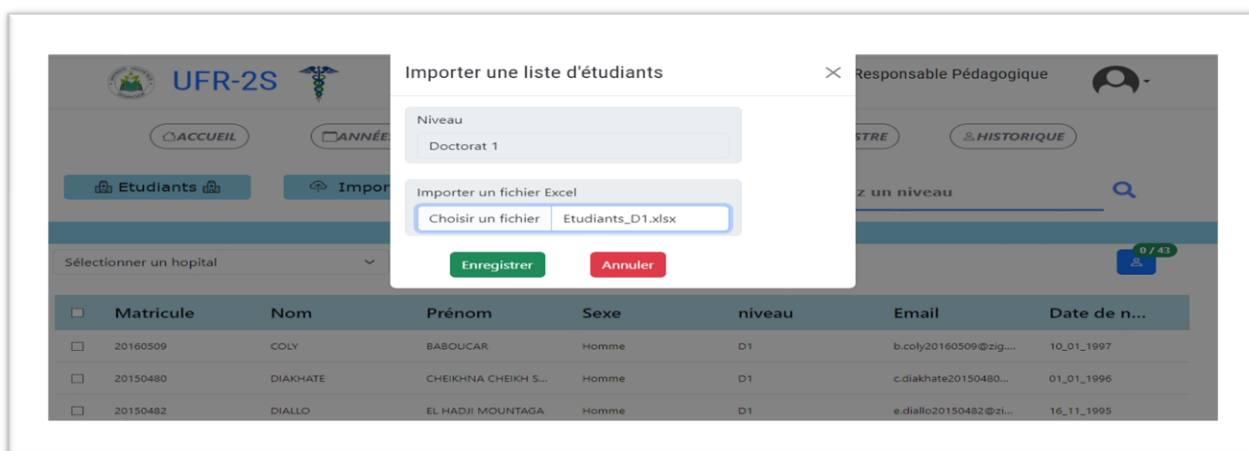 UFR-2S
Importer une liste d'étudiants
Responsable Pédagogique
ACCUEIL
ANNÉE
STRE
HISTORIQUE
Niveau
Doctorat 1
Etudiants
Impor
z un niveau
Importer un fichier Excel
Choisir un fichier Etudiants_D1.xlsx
Enregistrer Annuler
Sélectionner un hopital
0 / 43
Matricule Nom Prénom Sexe niveau Email Date de n...
20160509 COLY BABOUCAR Homme D1 b.coly20160509@zig.... 10_01_1997
20150480 DIAKHATE CHEIKHNA CHEIKH S... Homme D1 c.diakhate20150480... 01_01_1996
20150482 DIALLO EL HADJI MOUNTAGA Homme D1 e.diallo20150482@zi... 16_11_1995